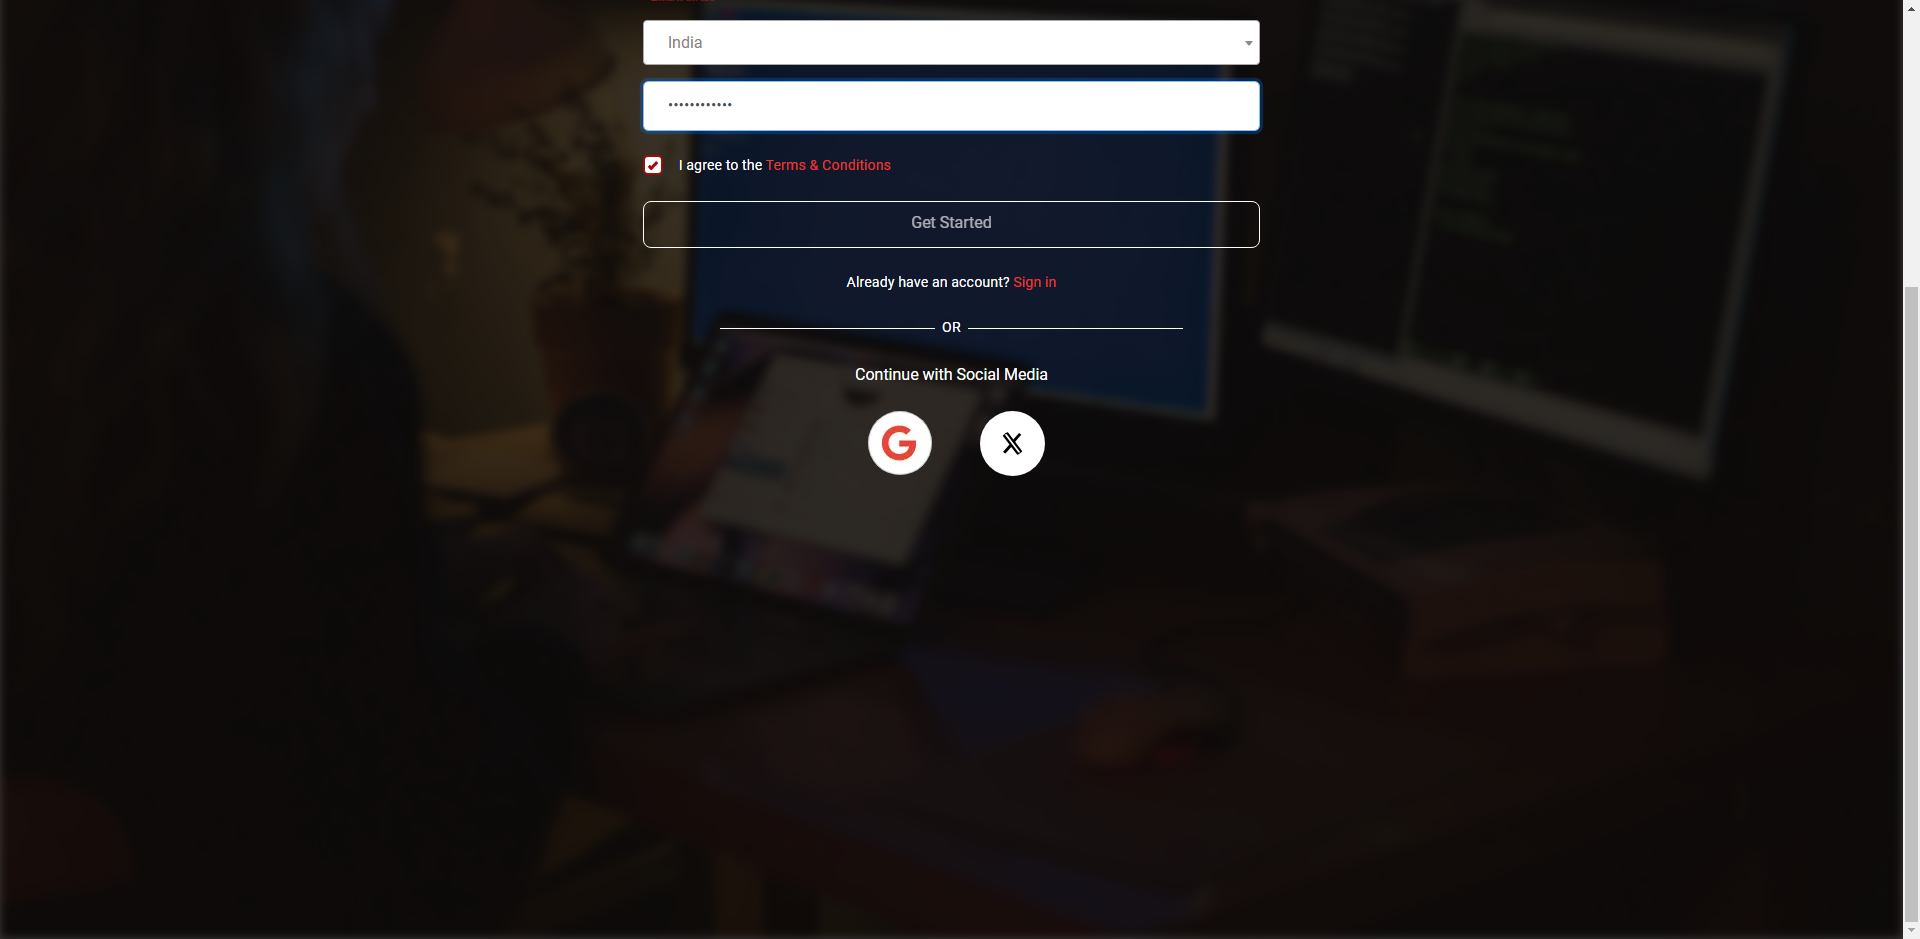 India
••••••••••••
I agree to the Terms & Conditions
Get Started
Already have an account? Sign in
OR
Continue with Social Media
G
X